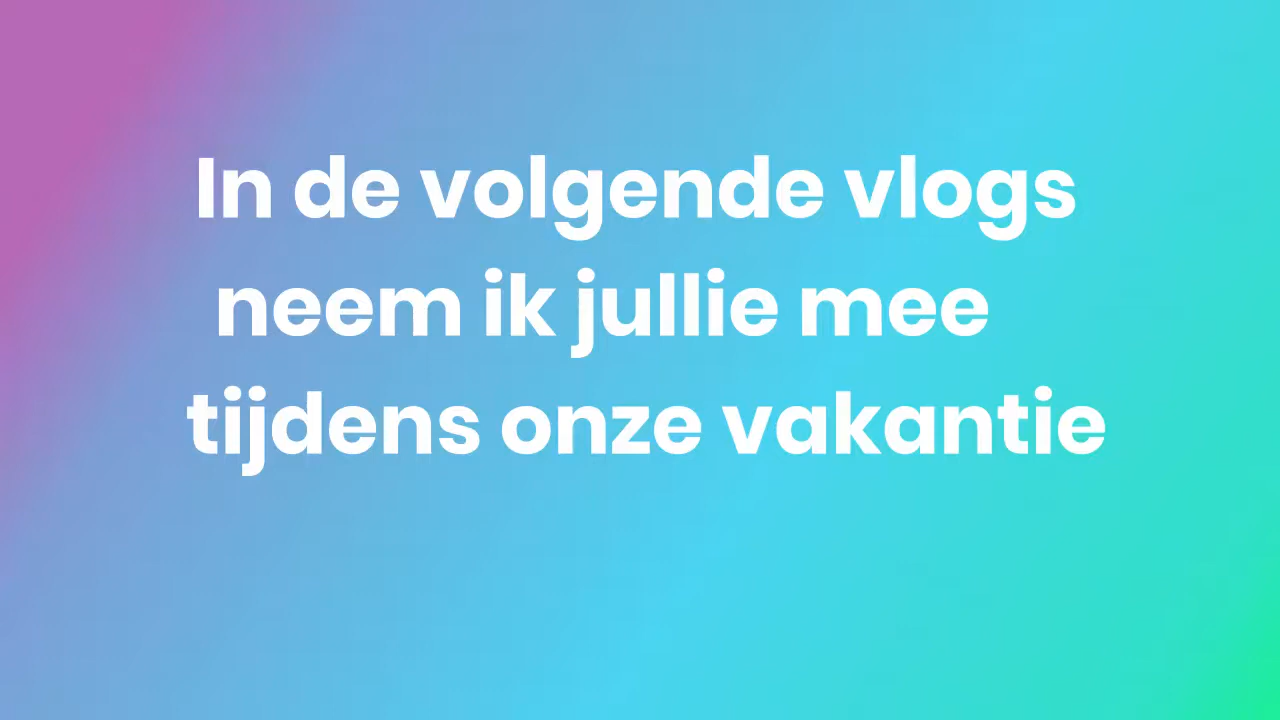 In de volgende vlogs
neem ik jullie mee
tijdens onze vakantie